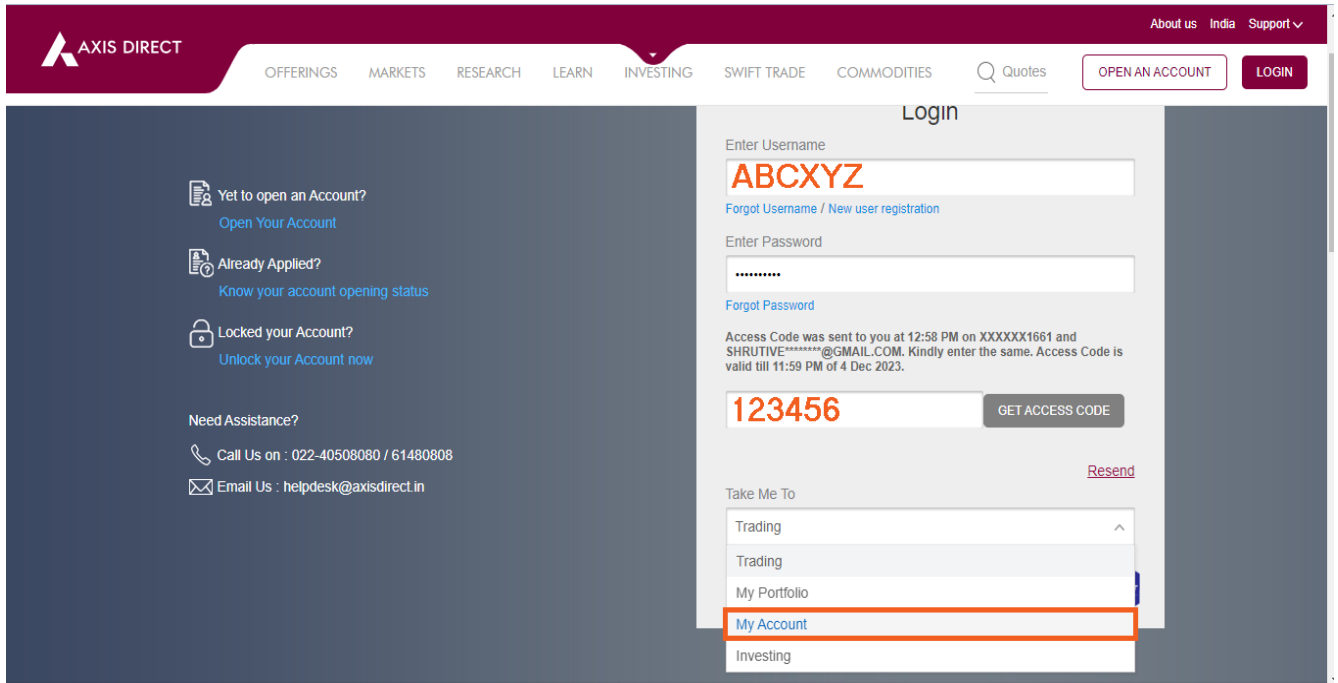 About us India Support
AXIS DIRECT
OFFERINGS MARKETS RESEARCH LEARN INVESTING SWIFT TRADE COMMODITIES Quotes OPEN AN ACCOUNT LOGIN
Login
Enter Username
ABCXYZ
Forgot Username / New user registration
Enter Password
Forgot Password
Access Code was sent to you at 12:58 PM on XXXXXX1661 and
SHRUTIVE********@GMAIL.COM. Kindly enter the same. Access Code is
valid till 11:59 PM of 4 Dec 2023.
123456
GET ACCESS CODE
Resend
Take Me To
Trading
Trading
My Portfolio
My Account
Investing
Yet to open an Account?
Open Your Account
Already Applied?
Know your account opening status
Locked your Account?
Unlock your Account now
Need Assistance?
Call Us on : 022-40508080 / 61480808
Email Us : helpdesk@axisdirect.in